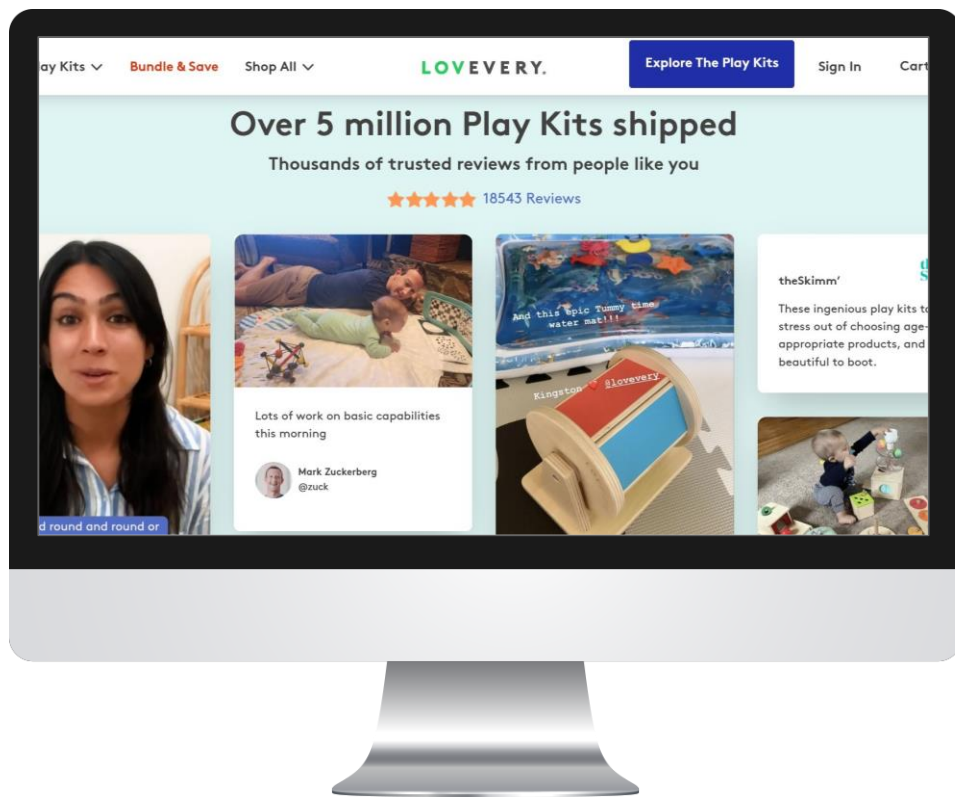 ay Kits
Bundle & Save
Shop All
LOVEVERY.
Explore The Play Kits
Sign In
Cart
Over 5 million Play Kits shipped
Thousands of trusted reviews from people like you
18543 Reviews
d round and round or
Lots of work on basic capabilities
this morning
Mark Zuckerberg
@zuck
And this epic Tummy time
water mat!!!
Kingston ❤️ @lovevery
theSkimm'
These ingenious play kits to
stress out of choosing age-
appropriate products, and
beautiful to boot.